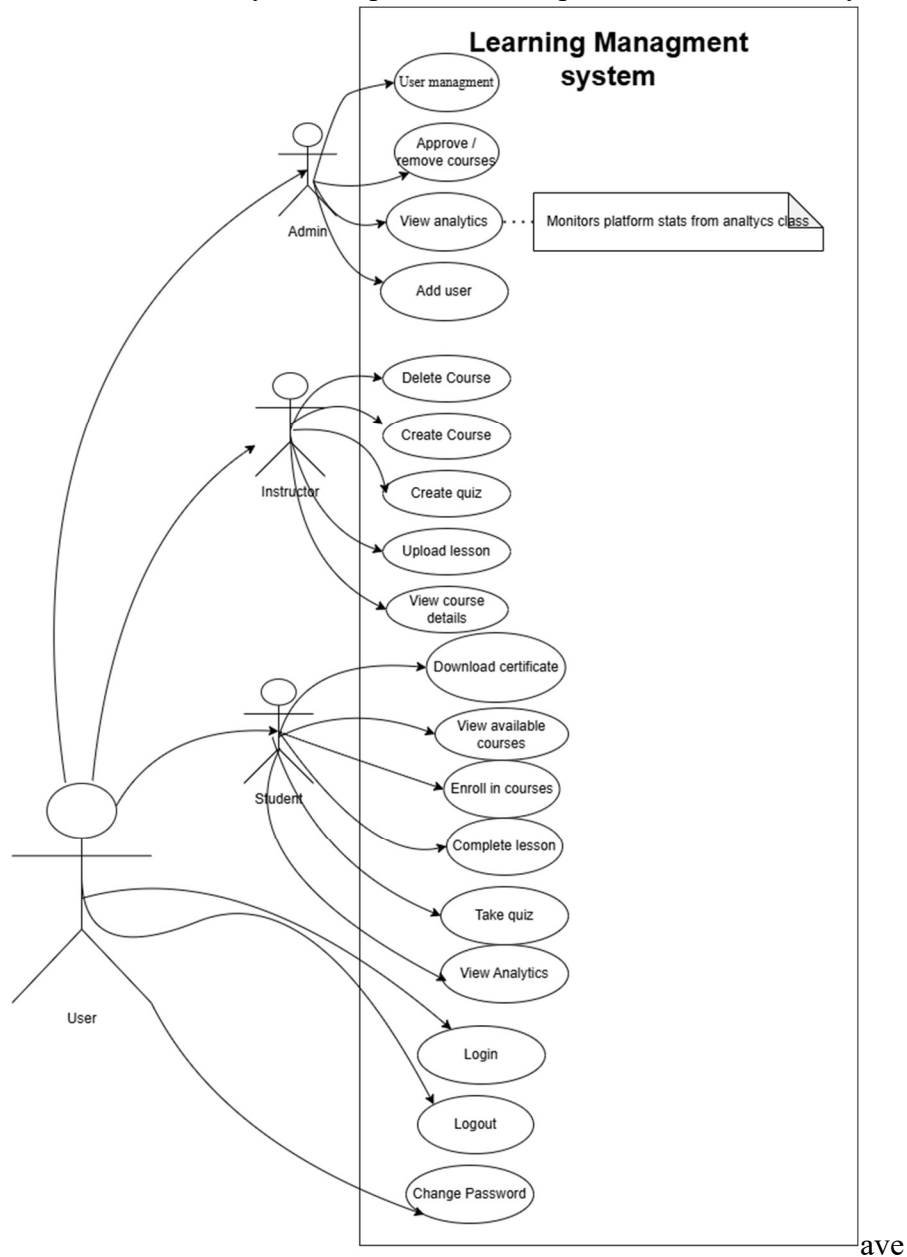 Learning Managment
system
User managment
Approve /
remove courses
Admin
View analytics
Monitors platform stats from analtycs class
Add user
Delete Course
Create Course
Instructor
Create quiz
Upload lesson
View course
details
Download certificate
View available
courses
Enroll in courses
Student
Complete lesson
Take quiz
View Analytics
User
Login
Logout
Change Password
ave